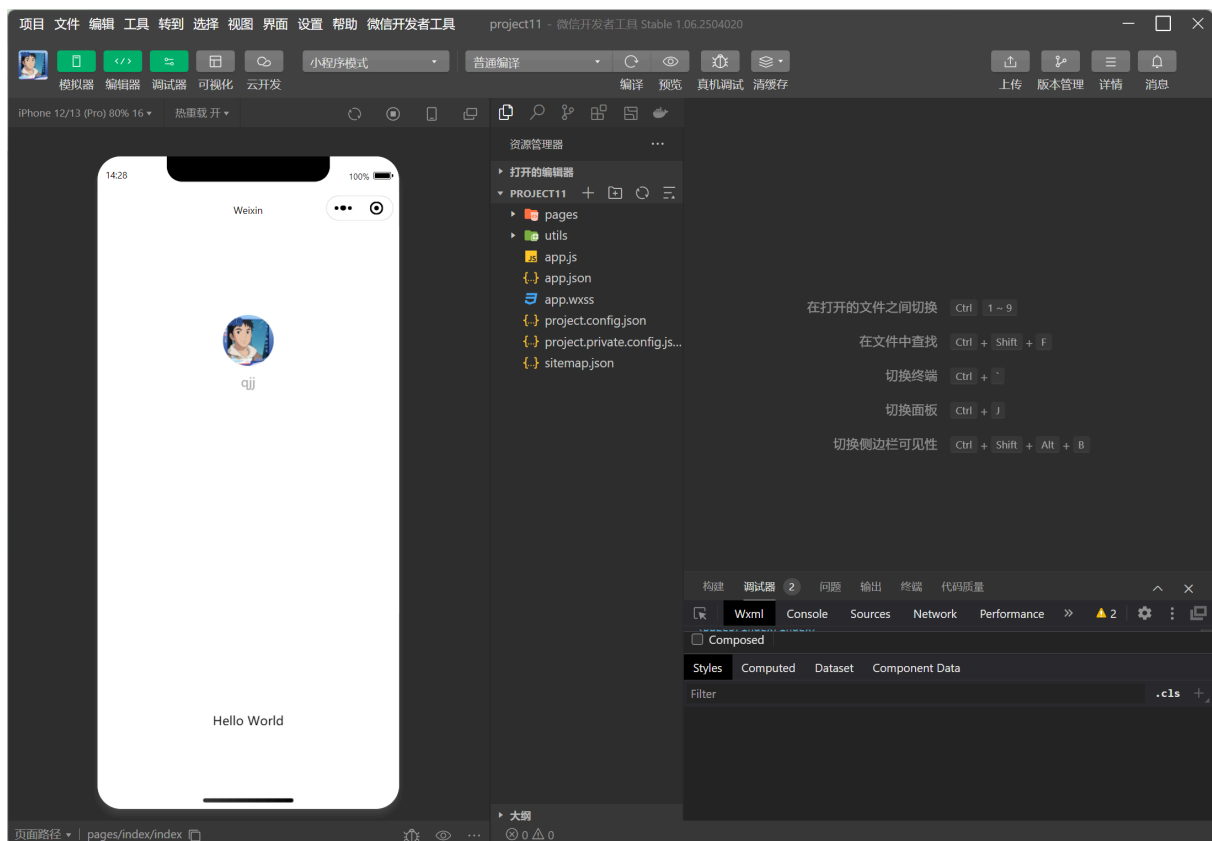 项目 文件 编辑 工具 转到 选择 视图 界面 设置 帮助 微信开发者工具 project11 - 微信开发者工具 Stable 1.06.2504020
小程序模式 普通编译
模拟器 编辑器 调试器 可视化 云开发 编译 预览 真机调试 清缓存 上传 版本管理 详情 消息
iPhone 12/13 (Pro) 80% 16 热重载 开
14:28 100%
Weixin
qjj
Hello World
页面路径 pages/index/index
资源管理器
打开的编辑器
PROJECT11
pages
utils
JS app.js
{..} app.json
app.wxss
{..} project.config.json
{..} project.private.config.js...
{..} sitemap.json
大纲
0 0
在打开的文件之间切换 Ctrl 1 ~ 9
在文件中查找 Ctrl + Shift + F
切换终端 Ctrl + `
切换面板 Ctrl + J
切换侧边栏可见性 Ctrl + Shift + Alt + B
构建 调试器 2 问题 输出 终端 代码质量
Wxml Console Sources Network Performance 2
Composed
Styles Computed Dataset Component Data
Filter .cls